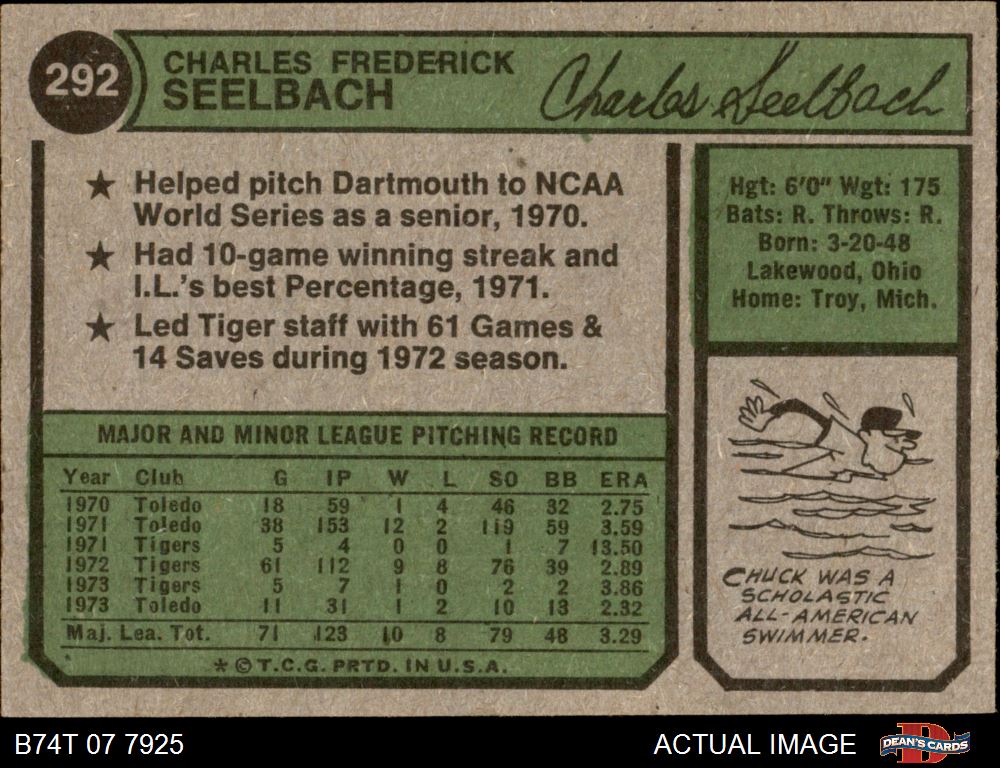 292
CHARLES FREDERICK
SEELBACH
Charles Seelbach
★ Helped pitch Dartmouth to NCAA
World Series as a senior, 1970.
★ Had 10-game winning streak and
I.L.'s best Percentage, 1971.
★ Led Tiger staff with 61 Games &
14 Saves during 1972 season.
MAJOR AND MINOR LEAGUE PITCHING RECORD
Year Club G IP W L SO BB ERA
1970 Toledo 18 59 1 4 46 32 2.75
1971 Toledo 38 153 12 2 119 59 3.59
1971 Tigers 5 4 0 0 1 7 13.50
1972 Tigers 61 112 9 8 76 39 2.89
1973 Tigers 5 7 1 0 2 2 3.86
1973 Toledo 11 31 1 2 10 13 2.32
Maj. Lea. Tot. 71 123 10 8 79 48 3.29
* © T.C.G. PRTD. IN U.S.A.
Hgt: 6'0" Wgt: 175
Bats: R. Throws: R.
Born: 3-20-48
Lakewood, Ohio
Home: Troy, Mich.
CHUCK WAS A
SCHOLASTIC
ALL-AMERICAN
SWIMMER.
B74T 07 7925
ACTUAL IMAGE
DEAN'S CARDS